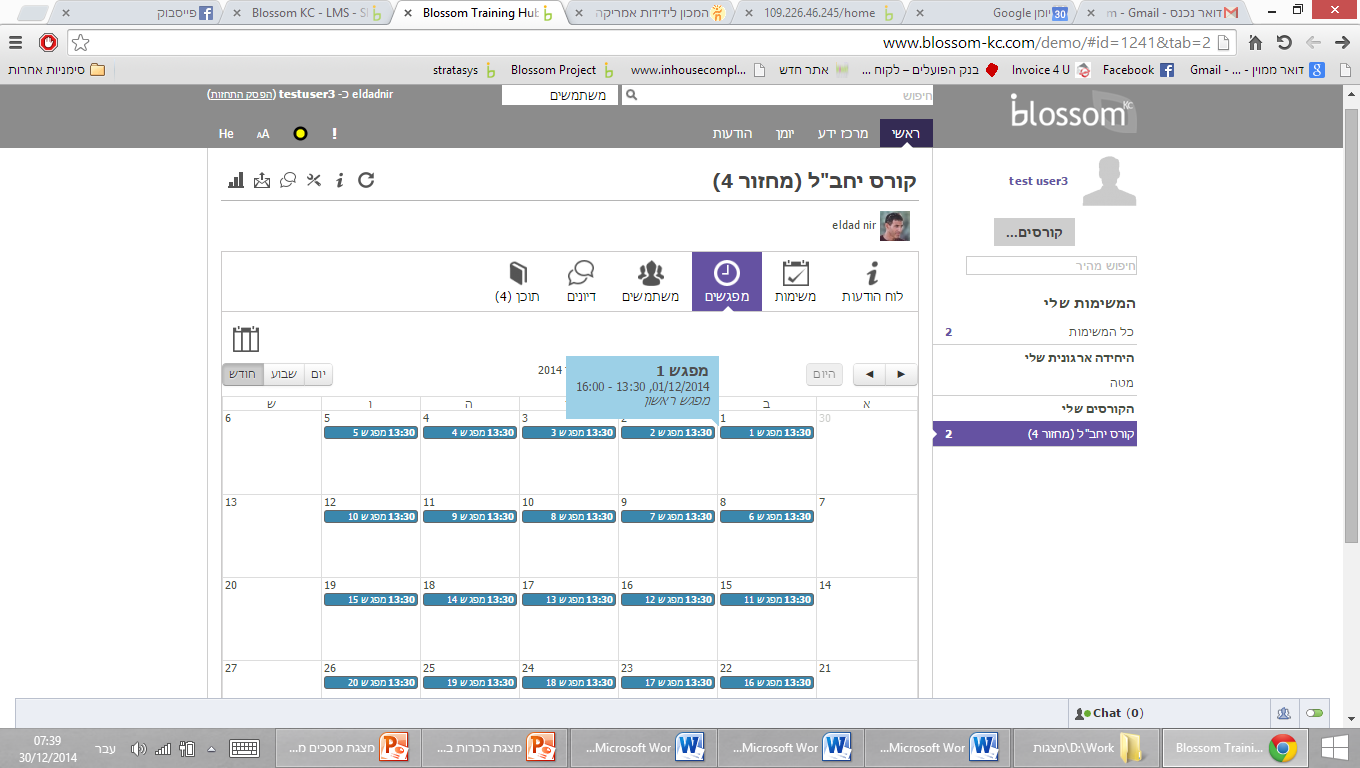 פייסבוק
Blossom KC - LMS - Sl
Blossom Training Hub
המכון לידידות אמריקה
109.226.46.245/home
יומן Google
דואר נכנס - Gmail - m
www.blossom-kc.com/demo/#id=1241&tab=2
סימניות אחרות
stratasys
Blossom Project
www.inhousecompl...
אתר חדש
בנק הפועלים – לקוח ...
Invoice 4 U
Facebook
דואר ממוין - ... - Gmail
eldadnir כ- testuser3 (הפסק התחזות)
משתמשים
חיפוש
blossom KC
He
AA
!
ראשי
מרכז ידע
יומן
הודעות
קורס יחב"ל (מחזור 4)
test user3
eldad nir
קורסים...
חיפוש מהיר
לוח הודעות
משימות
מפגשים
משתמשים
דיונים
תוכן (4)
המשימות שלי
כל המשימות 2
היחידה ארגונית שלי
מטה
הקורסים שלי
קורס יחב"ל (מחזור 4) 2
היום
2014
חודש
שבוע
יום
מפגש 1
01/12/2014, 13:30 - 16:00
מפגש ראשון
א
ב
ה
ו
ש
30
1
2
3
4
5
6
13:30 מפגש 1
13:30 מפגש 2
13:30 מפגש 3
13:30 מפגש 4
13:30 מפגש 5
7
8
9
10
11
12
13
13:30 מפגש 6
13:30 מפגש 7
13:30 מפגש 8
13:30 מפגש 9
13:30 מפגש 10
14
15
16
17
18
19
20
13:30 מפגש 11
13:30 מפגש 12
13:30 מפגש 13
13:30 מפגש 14
13:30 מפגש 15
21
22
23
24
25
26
27
13:30 מפגש 16
13:30 מפגש 17
13:30 מפגש 18
13:30 מפגש 19
13:30 מפגש 20
Chat (0)
07:39
30/12/2014
עבר
מצגת מסכים מ...
מצגת הכרות ב...
Microsoft Wor...
Microsoft Wor...
Microsoft Wor...
D:\Work\מצגות
Blossom Traini...